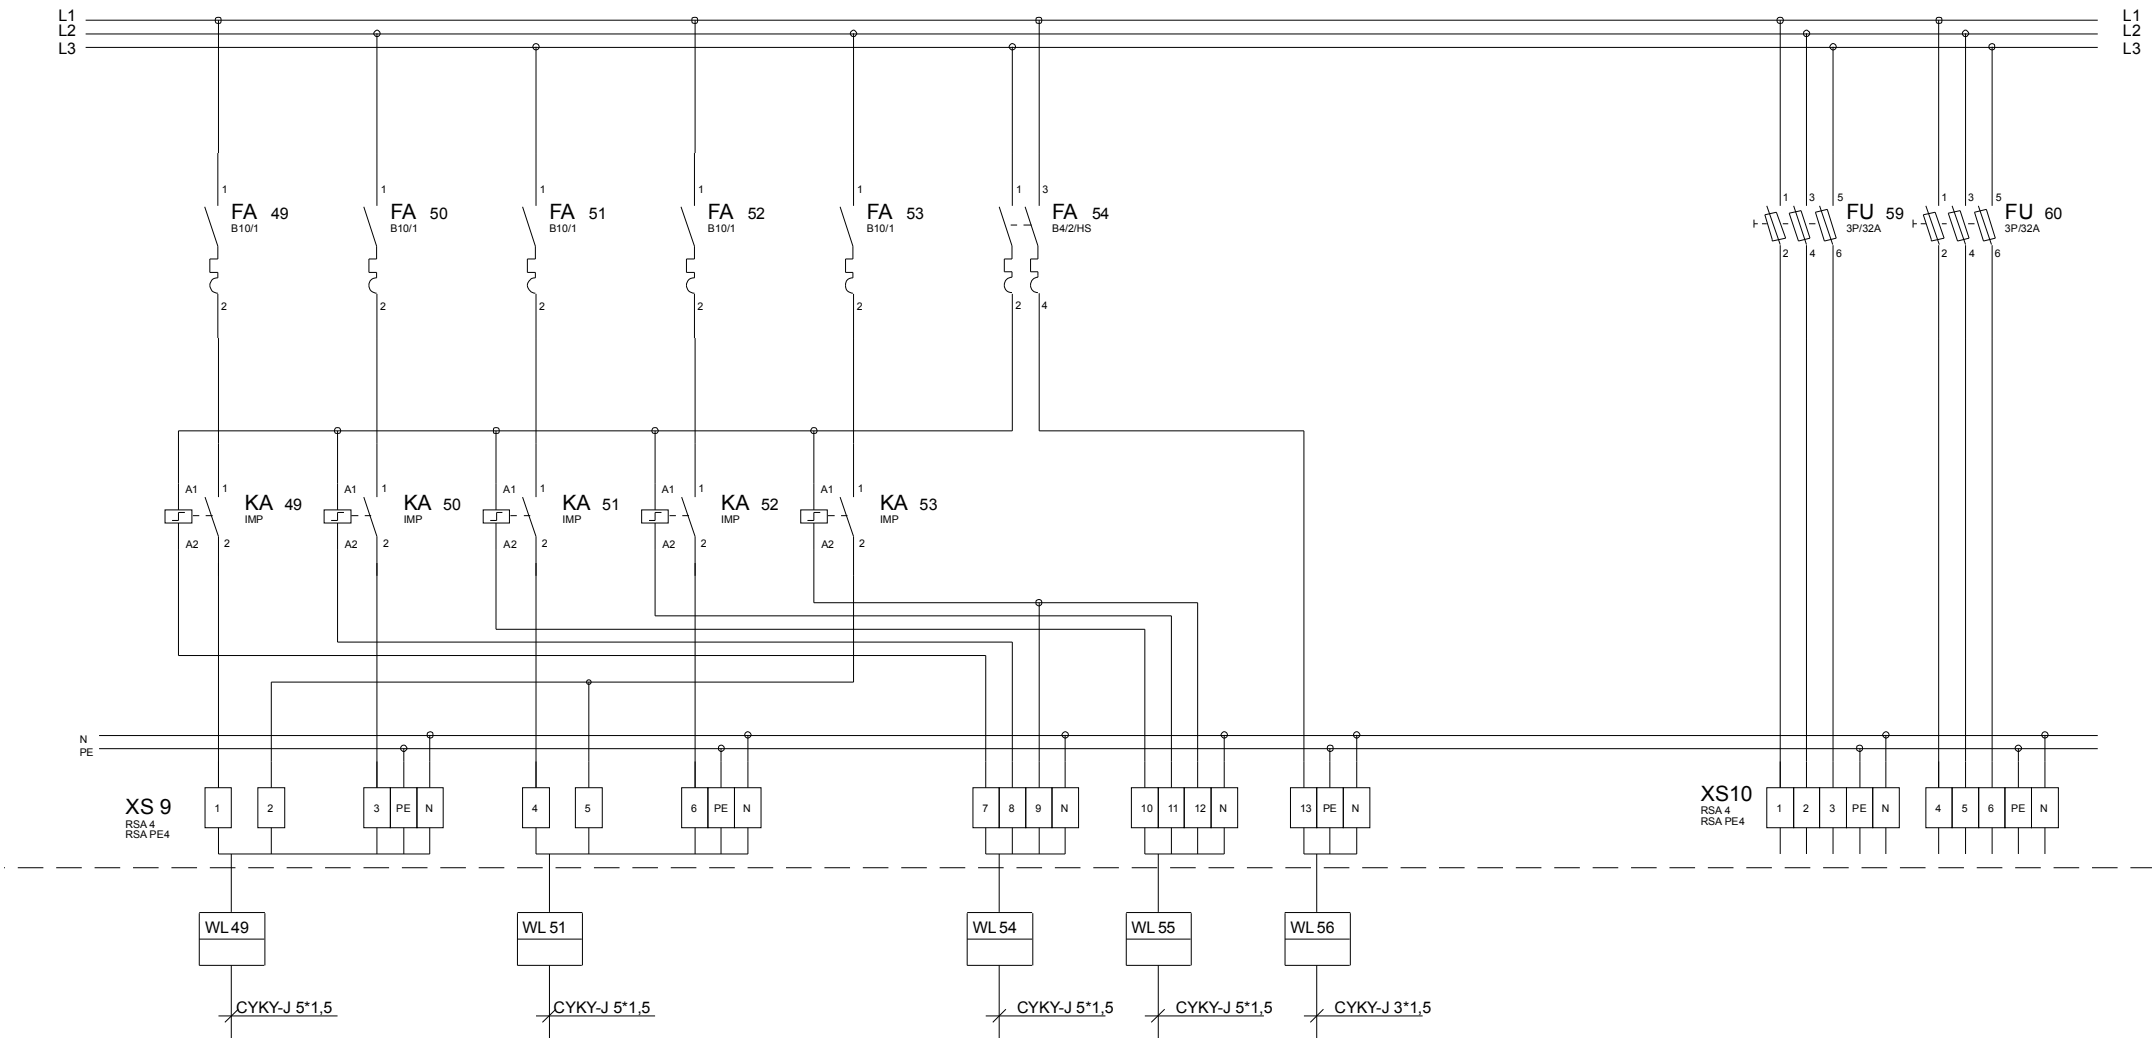 L1 L1
L2 L2
L3 L3
1 1 1 1 1 1 3 1 3 5 1 3 5
FA 49 FA 50 FA 51 FA 52 FA 53 FA 54 FU 59 FU 60
B10/1 B10/1 B10/1 B10/1 B10/1 B4/2/HS 3P/32A 3P/32A
2 4 6 2 4 6
2 2 2 2 2 2 4
A1 1 A1 1 A1 1 A1 1 A1 1
KA 49 KA 50 KA 51 KA 52 KA 53
IMP IMP IMP IMP IMP
A2 2 A2 2 A2 2 A2 2 A2 2
N
PE
XS 9 1 2 3 PE N 4 5 6 PE N 7 8 9 N 10 11 12 N 13 PE N XS10 1 2 3 PE N 4 5 6 PE N
RSA 4 RSA 4
RSA PE4 RSA PE4
WL 49 WL 51 WL 54 WL 55 WL 56
CYKY-J 5*1,5 CYKY-J 5*1,5 CYKY-J 5*1,5 CYKY-J 5*1,5 CYKY-J 3*1,5